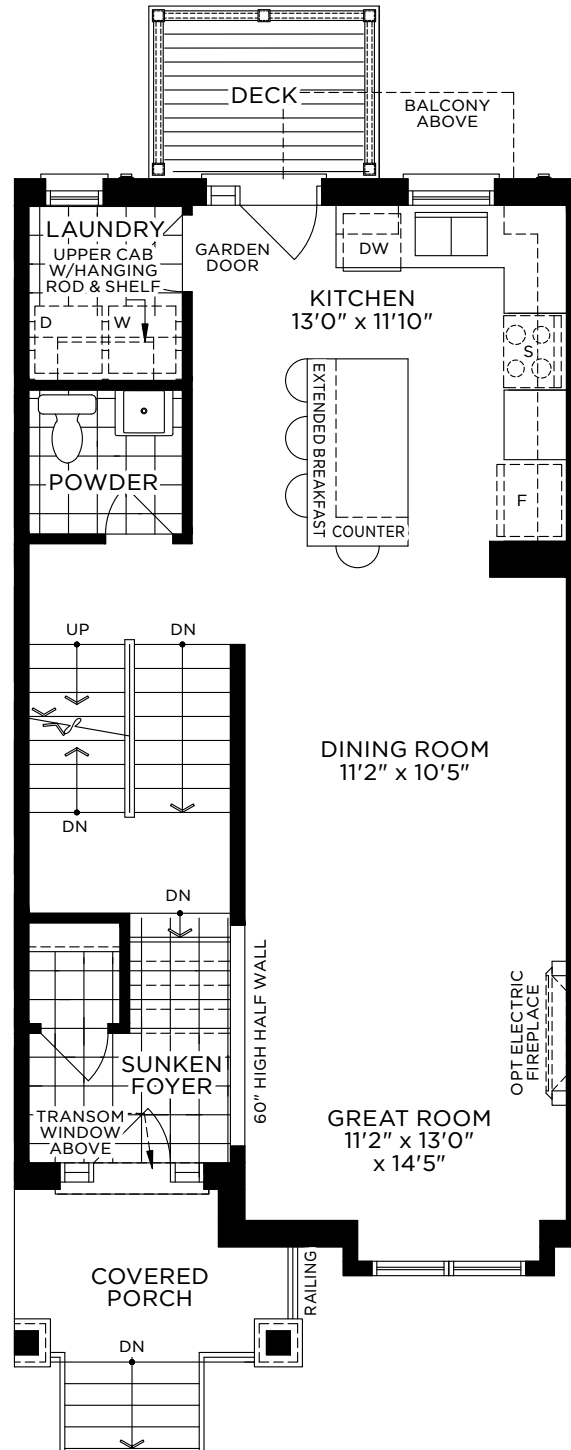 DECK
BALCONY
ABOVE
LAUNDRY
UPPER CAB
W/HANGING
ROD & SHELF
D
W
GARDEN
DOOR
DW
KITCHEN
13'0" x 11'10"
S
EXTENDED BREAKFAST
COUNTER
F
POWDER
UP
DN
DN
DINING ROOM
11'2" x 10'5"
DN
60" HIGH HALF WALL
OPT ELECTRIC
FIREPLACE
SUNKEN
FOYER
TRANSOM
WINDOW
ABOVE
GREAT ROOM
11'2" x 13'0"
x 14'5"
COVERED
PORCH
RAILING
DN